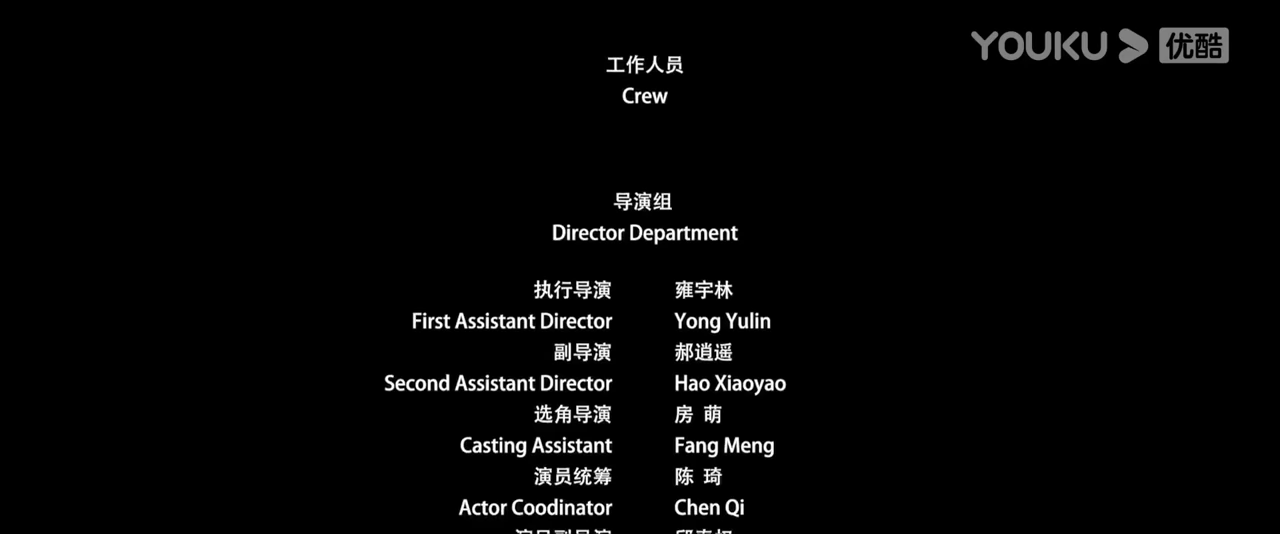 YOUKU 优酷
工作人员
Crew
导演组
Director Department
执行导演 雍宇林
First Assistant Director Yong Yulin
副导演 郝逍遥
Second Assistant Director Hao Xiaoyao
选角导演 房 萌
Casting Assistant Fang Meng
演员统筹 陈 琦
Actor Coodinator Chen Qi